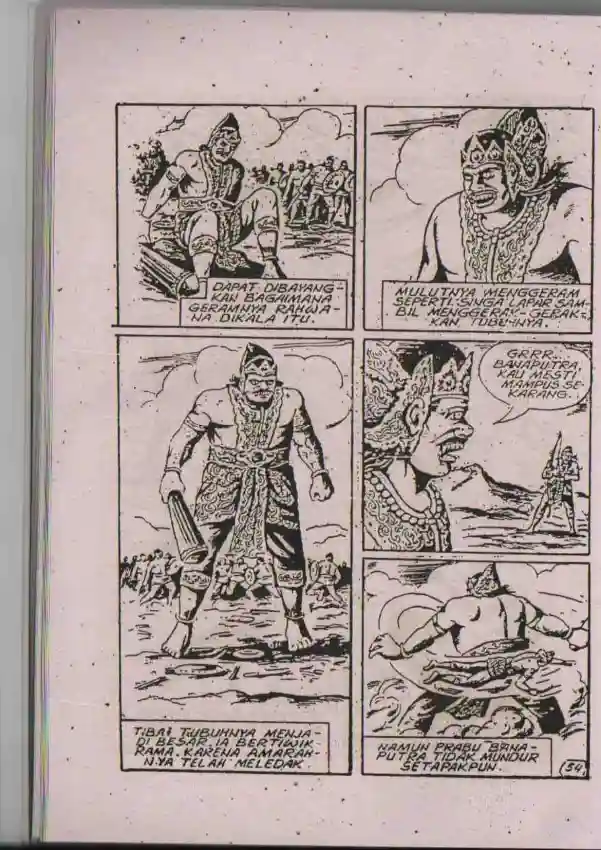 DAPAT DIBAYANG-
KAN BAGAIMANA
GERAMNYA RAHWA-
NA DIKALA ITU.
MULUTNYA MENGGERAM
SEPERTI SINGA LAPAR SAM-
BIL MENGGERAK-GERAK-
KAN TUBUHNYA.
TIBA² TUBUHNYA MENJA-
DI BESAR. IA BERTIWIK-
RAMA. KARENA AMARAH-
NYA TELAH MELEDAK
GRRR..
BANAPUTRA,
KAU MESTI
MAMPUS SE-
KARANG.
NAMUN PRABU BANA-
PUTRA TIDAK MUNDUR
SETAPAKPUN.
54